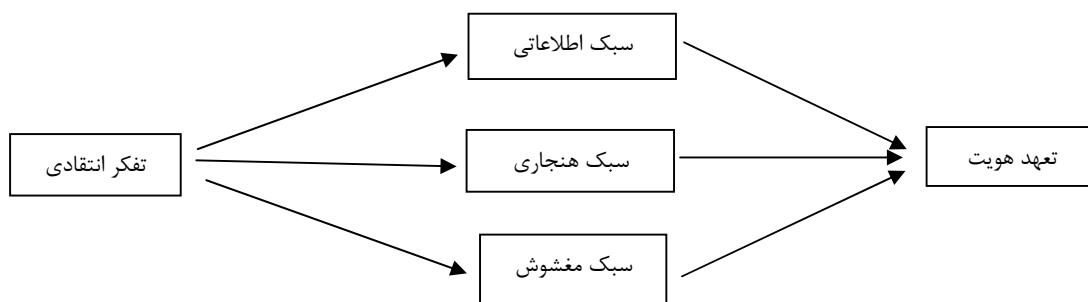 سبک اطلاعاتی
تفکر انتقادی
سبک هنجاری
تعهد هویت
سبک مغشوش